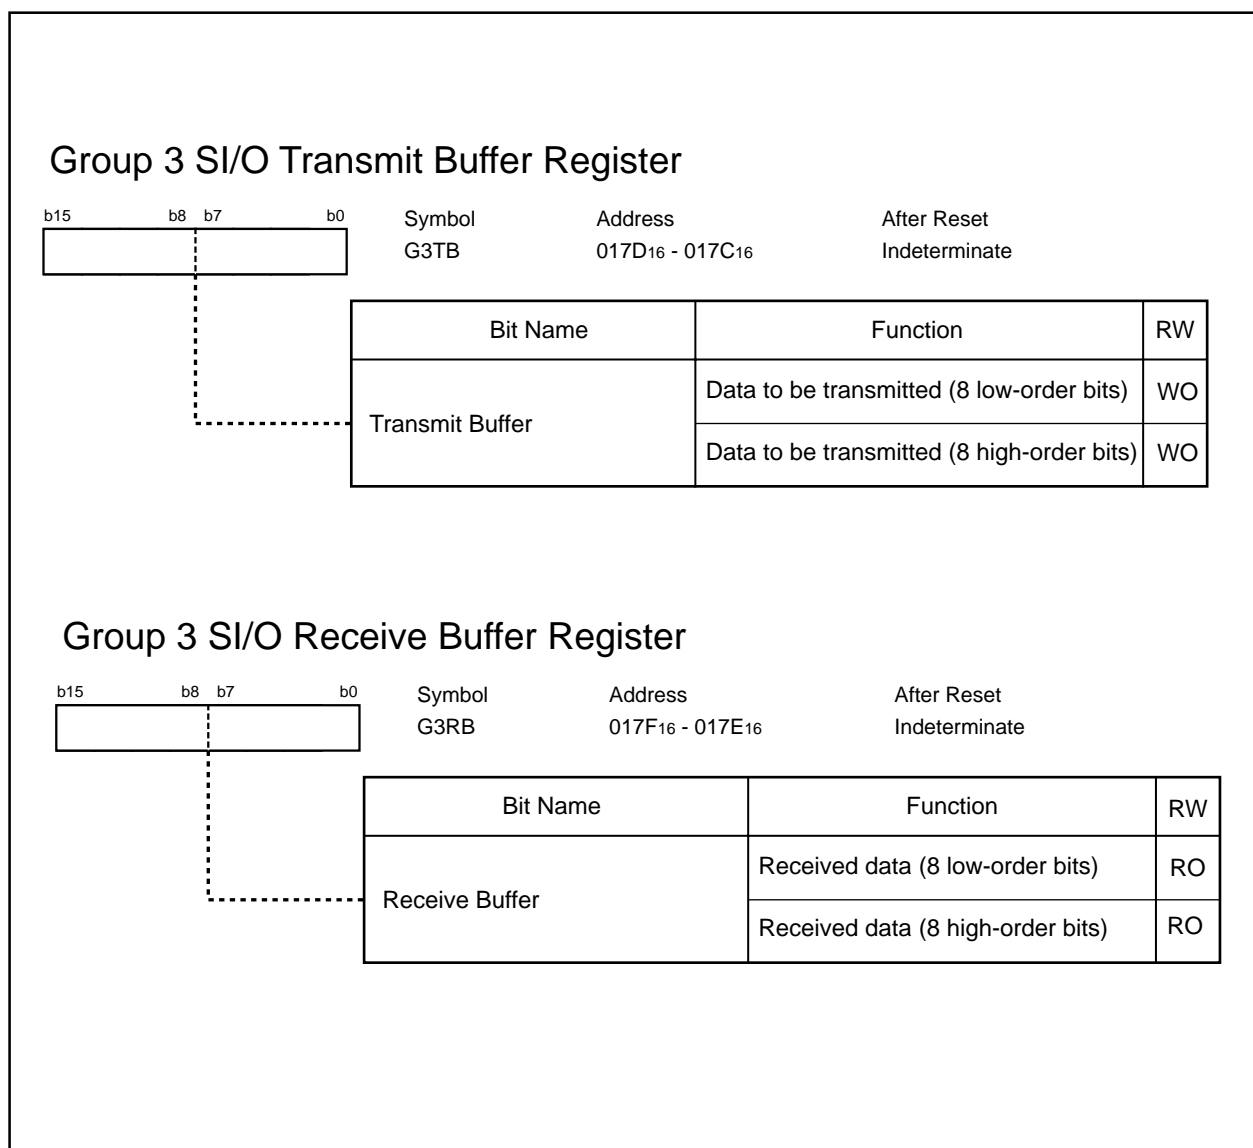 Group 3 SI/O Transmit Buffer Register
b15 b8 b7 b0 Symbol Address After Reset
G3TB 017D16 - 017C16 Indeterminate
Bit Name Function RW
Transmit Buffer
Data to be transmitted (8 low-order bits) WO
Data to be transmitted (8 high-order bits) WO
Group 3 SI/O Receive Buffer Register
b15 b8 b7 b0 Symbol Address After Reset
G3RB 017F16 - 017E16 Indeterminate
Bit Name Function RW
Receive Buffer
Received data (8 low-order bits) RO
Received data (8 high-order bits) RO